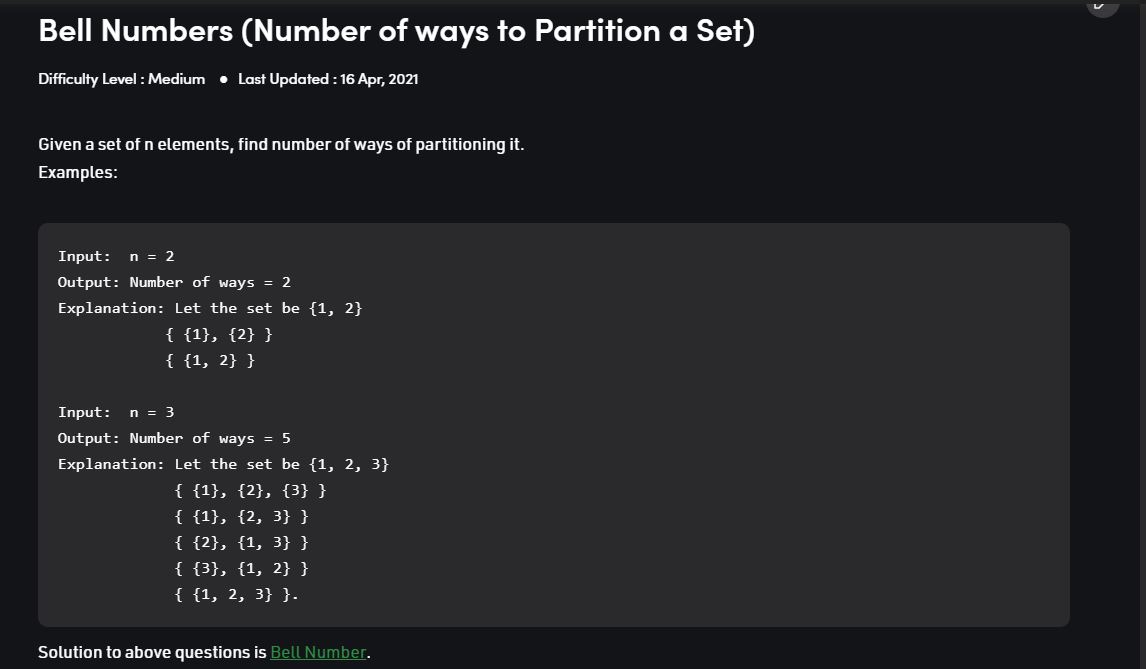 Bell Numbers (Number of ways to Partition a Set)
Difficulty Level : Medium ● Last Updated : 16 Apr, 2021
Given a set of n elements, find number of ways of partitioning it.
Examples:
Input:  n = 2
Output: Number of ways = 2
Explanation: Let the set be {1, 2}
{ {1}, {2} }
{ {1, 2} }
Input:  n = 3
Output: Number of ways = 5
Explanation: Let the set be {1, 2, 3}
{ {1}, {2}, {3} }
{ {1}, {2, 3} }
{ {2}, {1, 3} }
{ {3}, {1, 2} }
{ {1, 2, 3} }.
Solution to above questions is Bell Number.